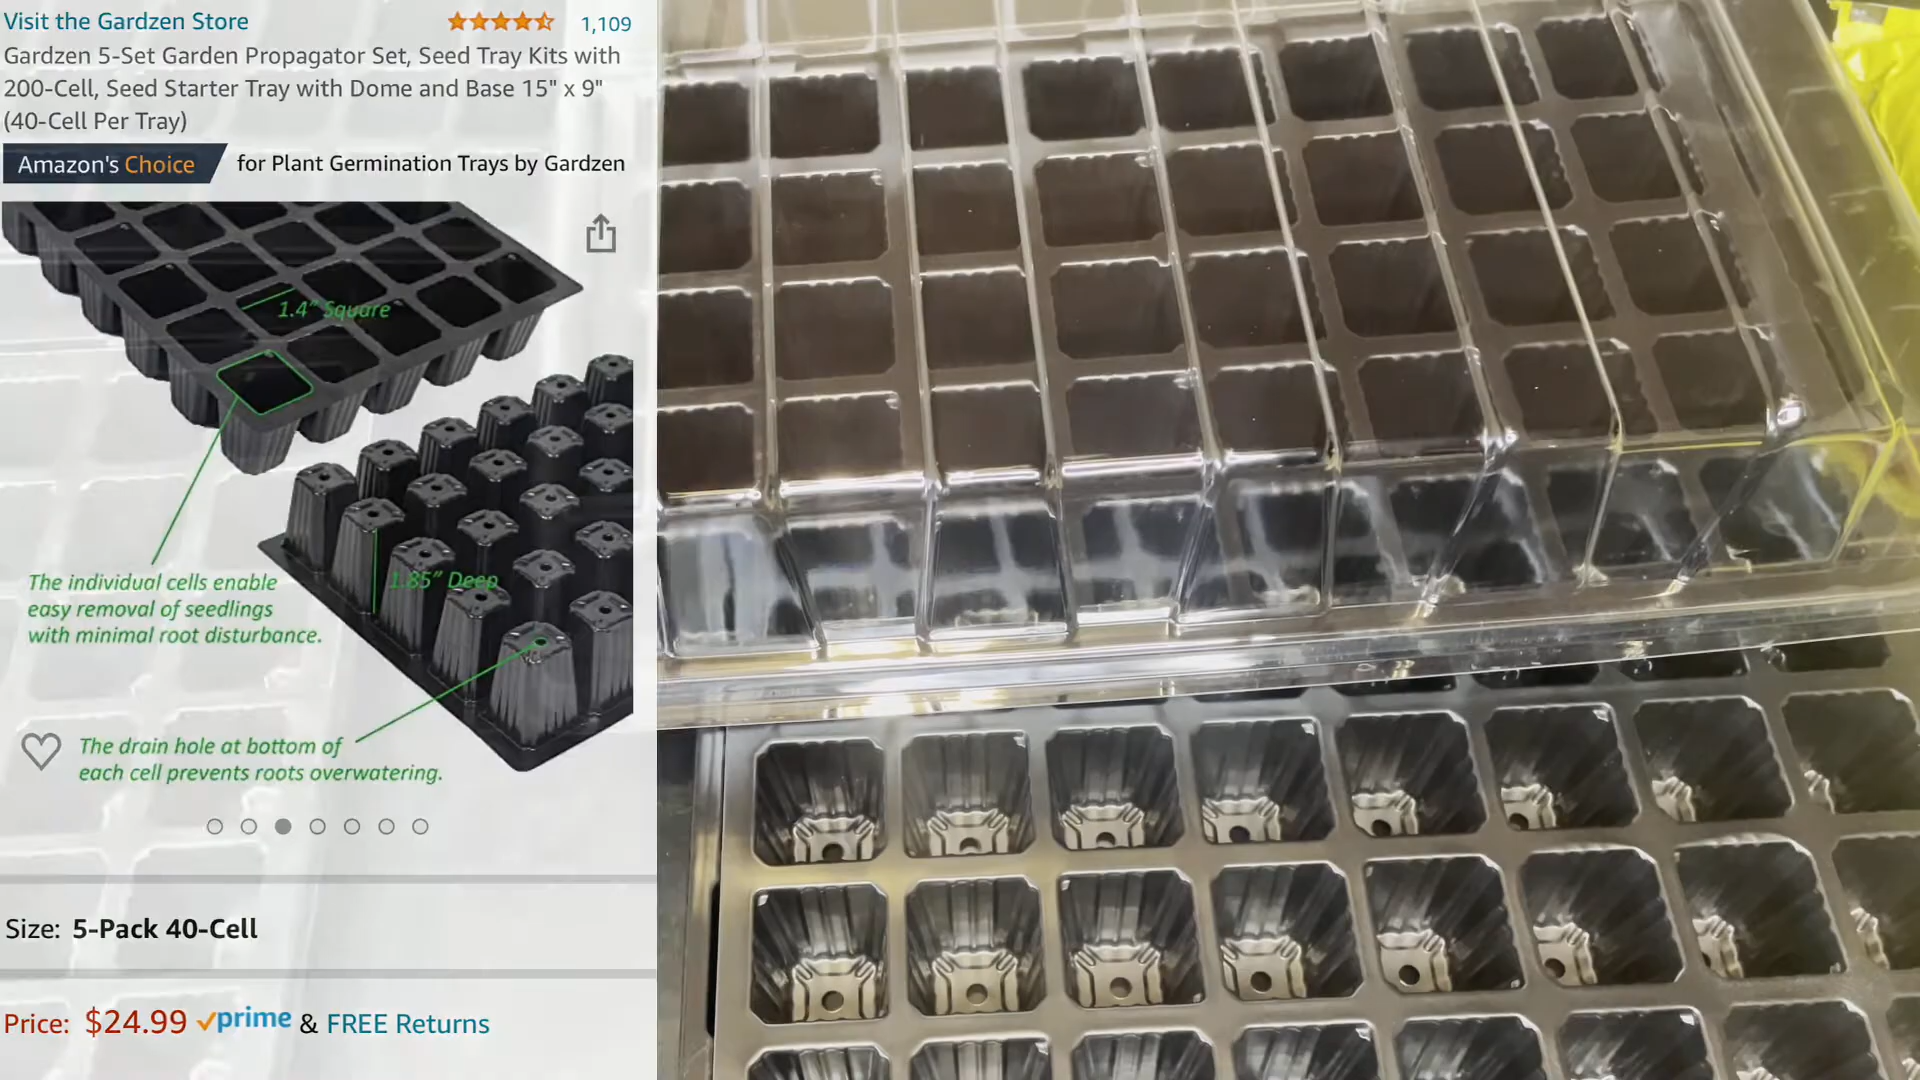 Visit the Gardzen Store
1,109
Gardzen 5-Set Garden Propagator Set, Seed Tray Kits with
200-Cell, Seed Starter Tray with Dome and Base 15" x 9"
(40-Cell Per Tray)
Amazon's Choice for Plant Germination Trays by Gardzen
1.4" Square
1.85" Deep
The individual cells enable
easy removal of seedlings
with minimal root disturbance.
The drain hole at bottom of
each cell prevents roots overwatering.
Size: 5-Pack 40-Cell
Price: $24.99 prime & FREE Returns